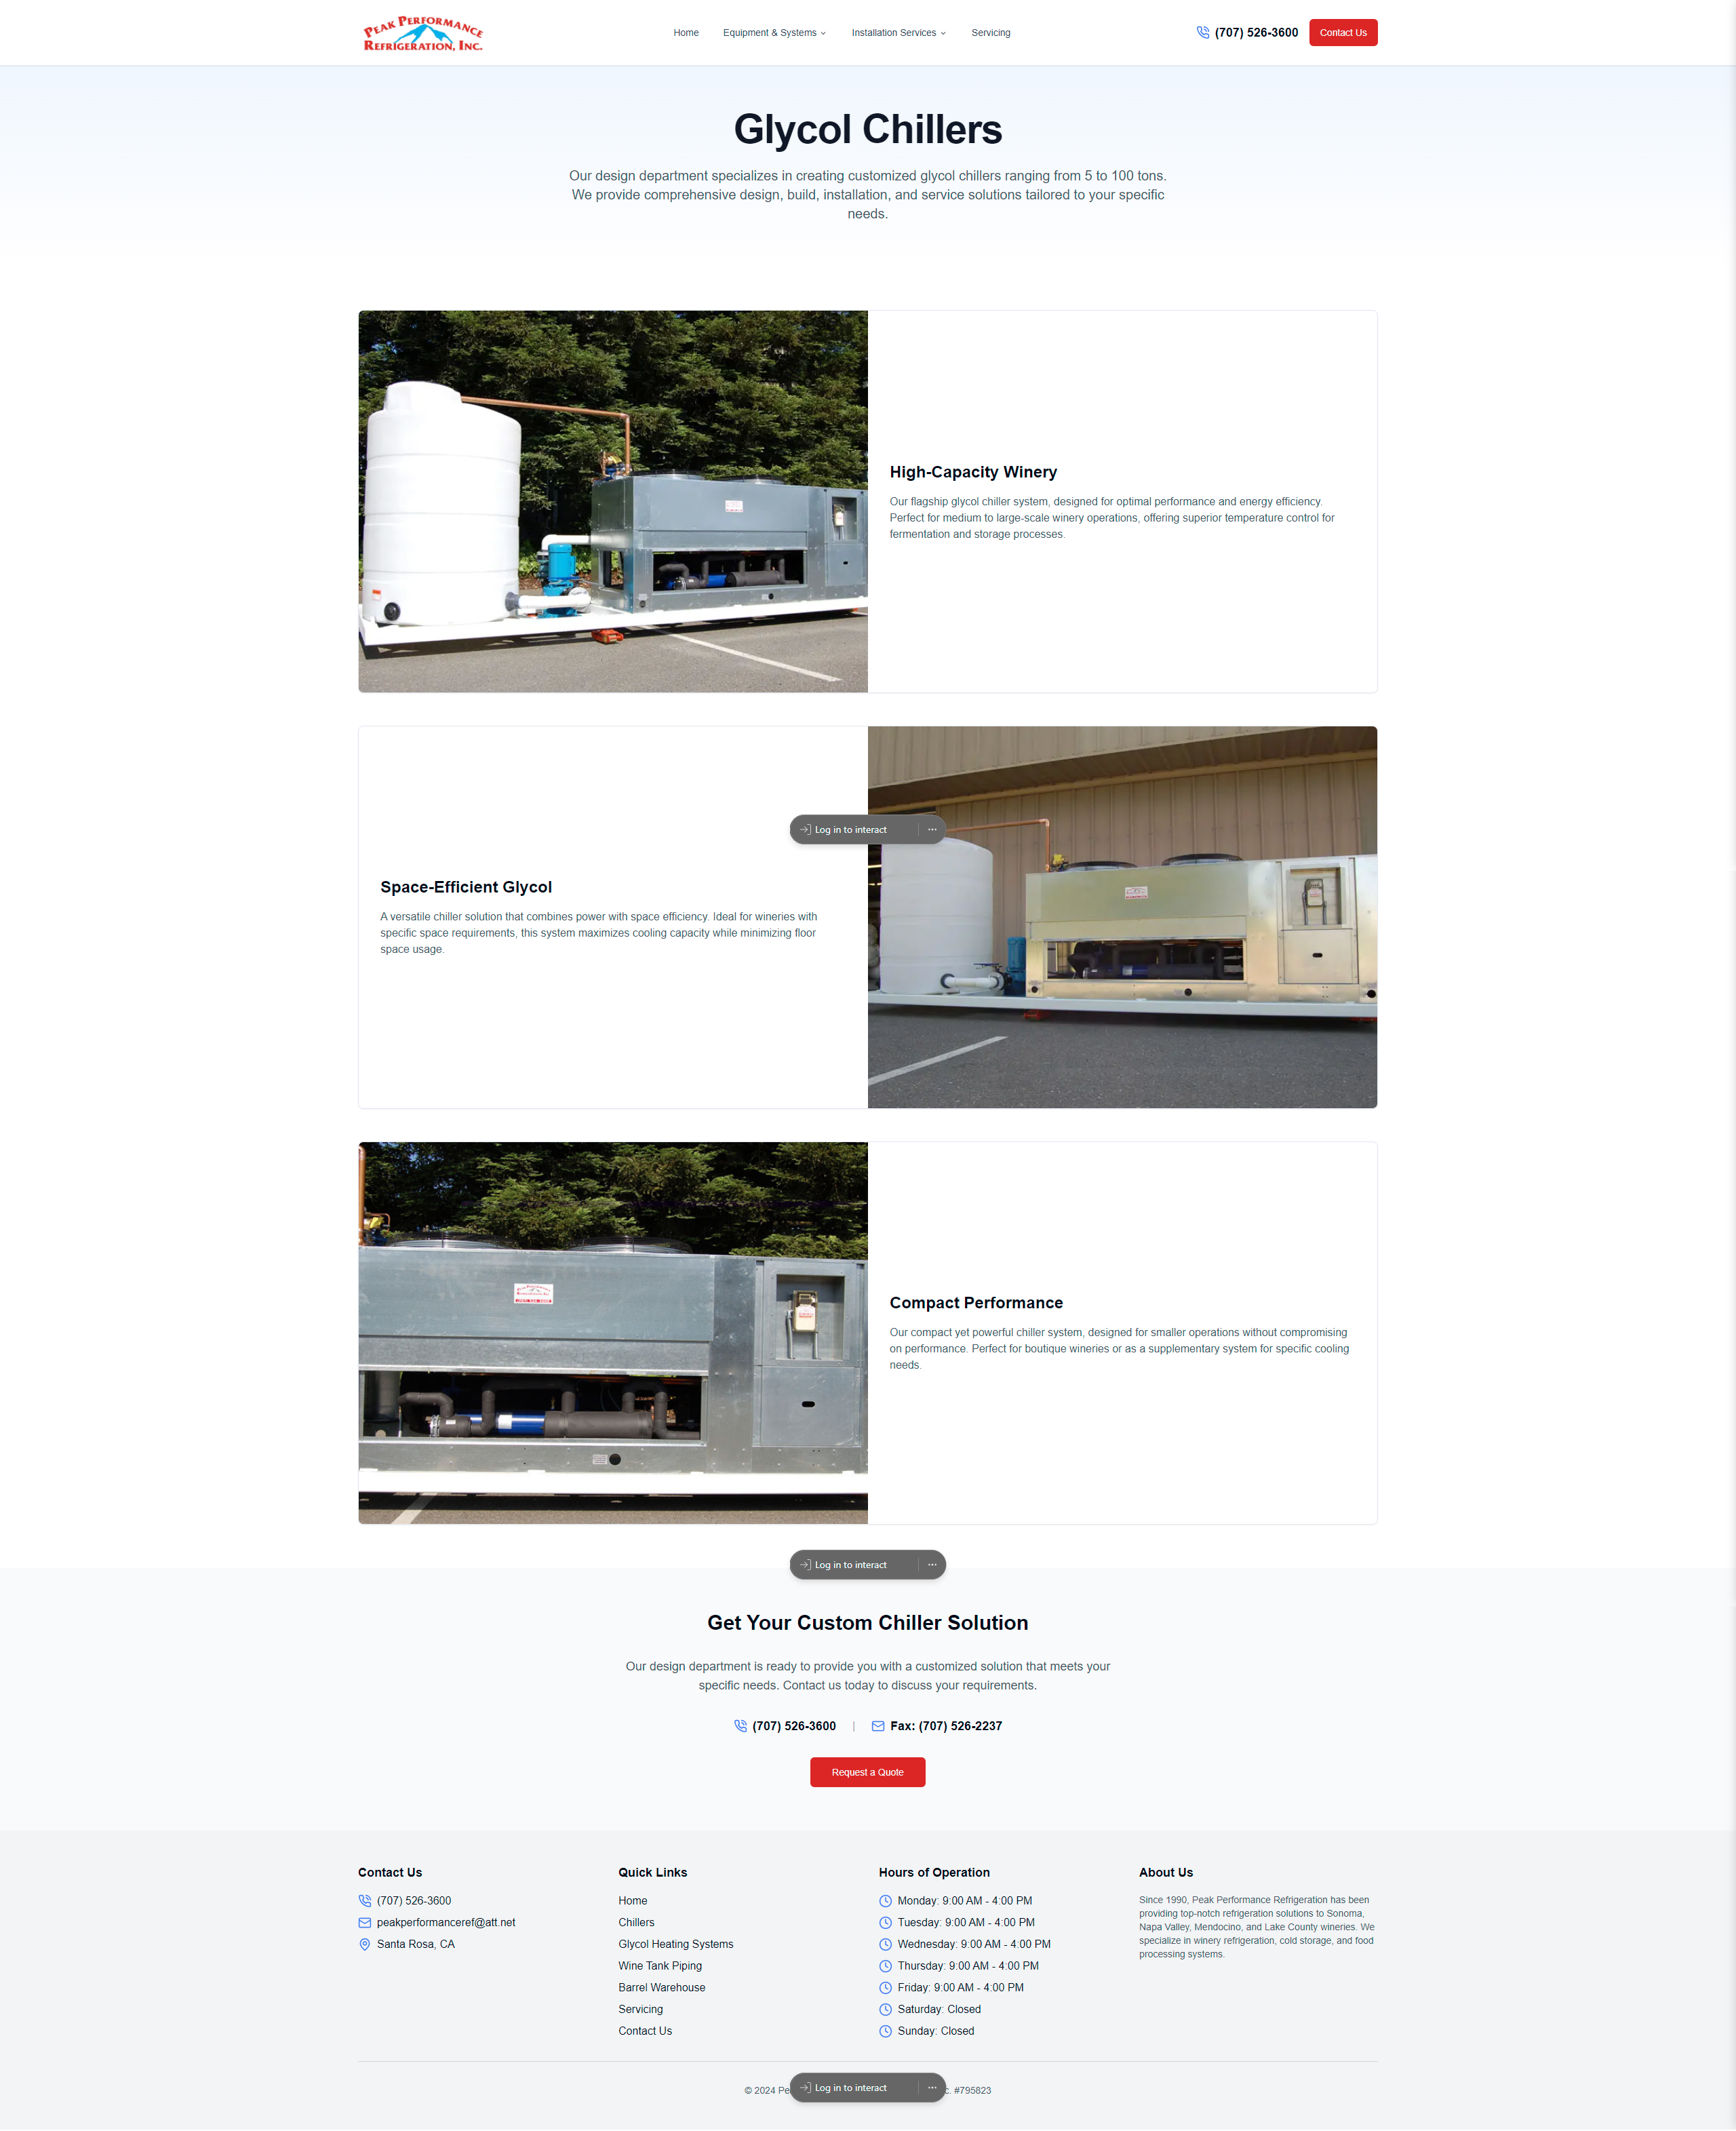 PEAK PERFORMANCE
REFRIGERATION, INC.
Home
Equipment & Systems
Installation Services
Servicing
(707) 526-3600
Contact Us
Glycol Chillers
Our design department specializes in creating customized glycol chillers ranging from 5 to 100 tons.
We provide comprehensive design, build, installation, and service solutions tailored to your specific
needs.
High-Capacity Winery
Our flagship glycol chiller system, designed for optimal performance and energy efficiency.
Perfect for medium to large-scale winery operations, offering superior temperature control for
fermentation and storage processes.
Log in to interact
Space-Efficient Glycol
A versatile chiller solution that combines power with space efficiency. Ideal for wineries with
specific space requirements, this system maximizes cooling capacity while minimizing floor
space usage.
Compact Performance
Our compact yet powerful chiller system, designed for smaller operations without compromising
on performance. Perfect for boutique wineries or as a supplementary system for specific cooling
needs.
Log in to interact
Get Your Custom Chiller Solution
Our design department is ready to provide you with a customized solution that meets your
specific needs. Contact us today to discuss your requirements.
(707) 526-3600 | Fax: (707) 526-2237
Request a Quote
Contact Us
(707) 526-3600
peakperformanceref@att.net
Santa Rosa, CA
Quick Links
Home
Chillers
Glycol Heating Systems
Wine Tank Piping
Barrel Warehouse
Servicing
Contact Us
Hours of Operation
Monday: 9:00 AM - 4:00 PM
Tuesday: 9:00 AM - 4:00 PM
Wednesday: 9:00 AM - 4:00 PM
Thursday: 9:00 AM - 4:00 PM
Friday: 9:00 AM - 4:00 PM
Saturday: Closed
Sunday: Closed
About Us
Since 1990, Peak Performance Refrigeration has been
providing top-notch refrigeration solutions to Sonoma,
Napa Valley, Mendocino, and Lake County wineries. We
specialize in winery refrigeration, cold storage, and food
processing systems.
© 2024
Log in to interact
#795823